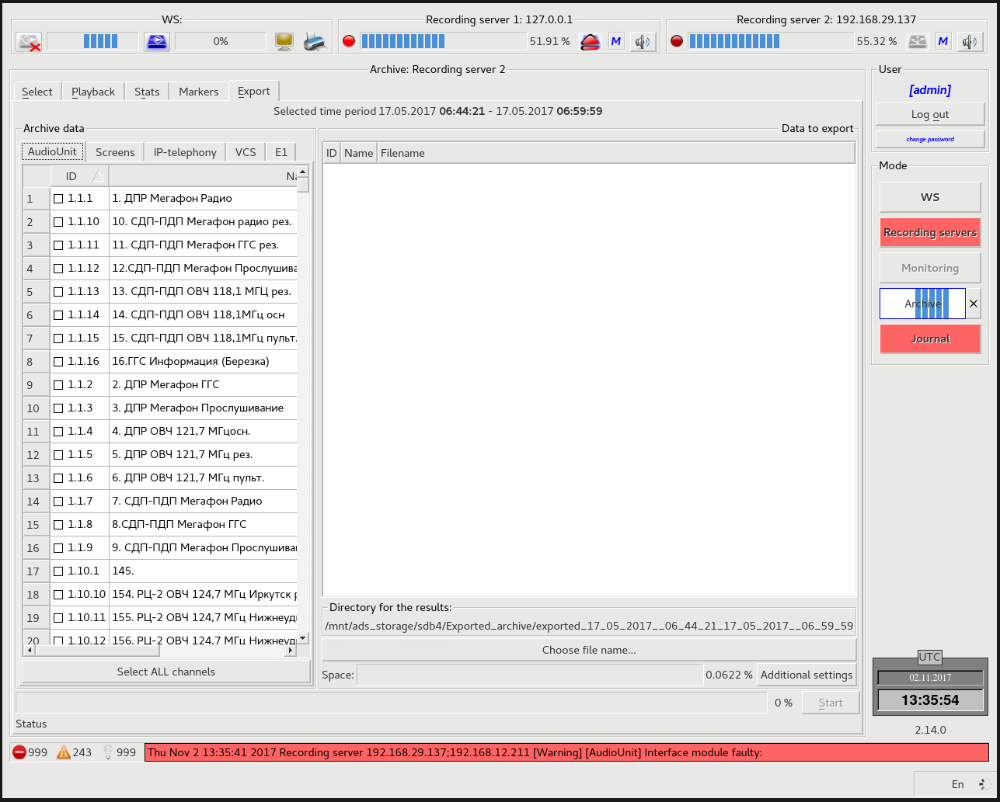 WS:
Recording server 1: 127.0.0.1
Recording server 2: 192.168.29.137
0%
51.91 %
M
55.32 %
M
Archive: Recording server 2
Select
Playback
Stats
Markers
Export
Selected time period 17.05.2017 06:44:21 - 17.05.2017 06:59:59
Archive data
AudioUnit
Screens
IP-telephony
VCS
E1
ID
Na
1 1.1.1 1. ДПР Мегафон Радио
2 1.1.10 10. СДП-ПДП Мегафон радио рез.
3 1.1.11 11. СДП-ПДП Мегафон ГГС рез.
4 1.1.12 12.СДП-ПДП Мегафон Прослушива
5 1.1.13 13. СДП-ПДП ОВЧ 118,1 МГЦ рез.
6 1.1.14 14. СДП-ПДП ОВЧ 118,1МГц осн
7 1.1.15 15. СДП-ПДП ОВЧ 118,1МГц пульт.
8 1.1.16 16.ГГС Информация (Березка)
9 1.1.2 2. ДПР Мегафон ГГС
10 1.1.3 3. ДПР Мегафон Прослушивание
11 1.1.4 4. ДПР ОВЧ 121,7 МГцосн.
12 1.1.5 5. ДПР ОВЧ 121,7 МГц рез.
13 1.1.6 6. ДПР ОВЧ 121,7 МГц пульт.
14 1.1.7 7. СДП-ПДП Мегафон Радио
15 1.1.8 8.СДП-ПДП Мегафон ГГС
16 1.1.9 9. СДП-ПДП Мегафон Прослушива
17 1.10.1 145.
18 1.10.10 154. РЦ-2 ОВЧ 124,7 МГц Иркутск р
19 1.10.11 155. РЦ-2 ОВЧ 124,7 МГц Нижнеуд
20 1.10.12 156. РЦ-2 ОВЧ 124.7 МГц Нижнеуд
Select ALL channels
Data to export
ID
Name
Filename
Directory for the results:
/mnt/ads_storage/sdb4/Exported_archive/exported_17_05_2017__06_44_21_17_05_2017__06_59_59
Choose file name...
Space:
0.0622 %
Additional settings
0 %
Start
Status
User
[admin]
Log out
change password
Mode
WS
Recording servers
Monitoring
Archive
Journal
UTC
02.11.2017
13:35:54
2.14.0
999
243
999
Thu Nov 2 13:35:41 2017 Recording server 192.168.29.137;192.168.12.211 [Warning] [AudioUnit] Interface module faulty:
En